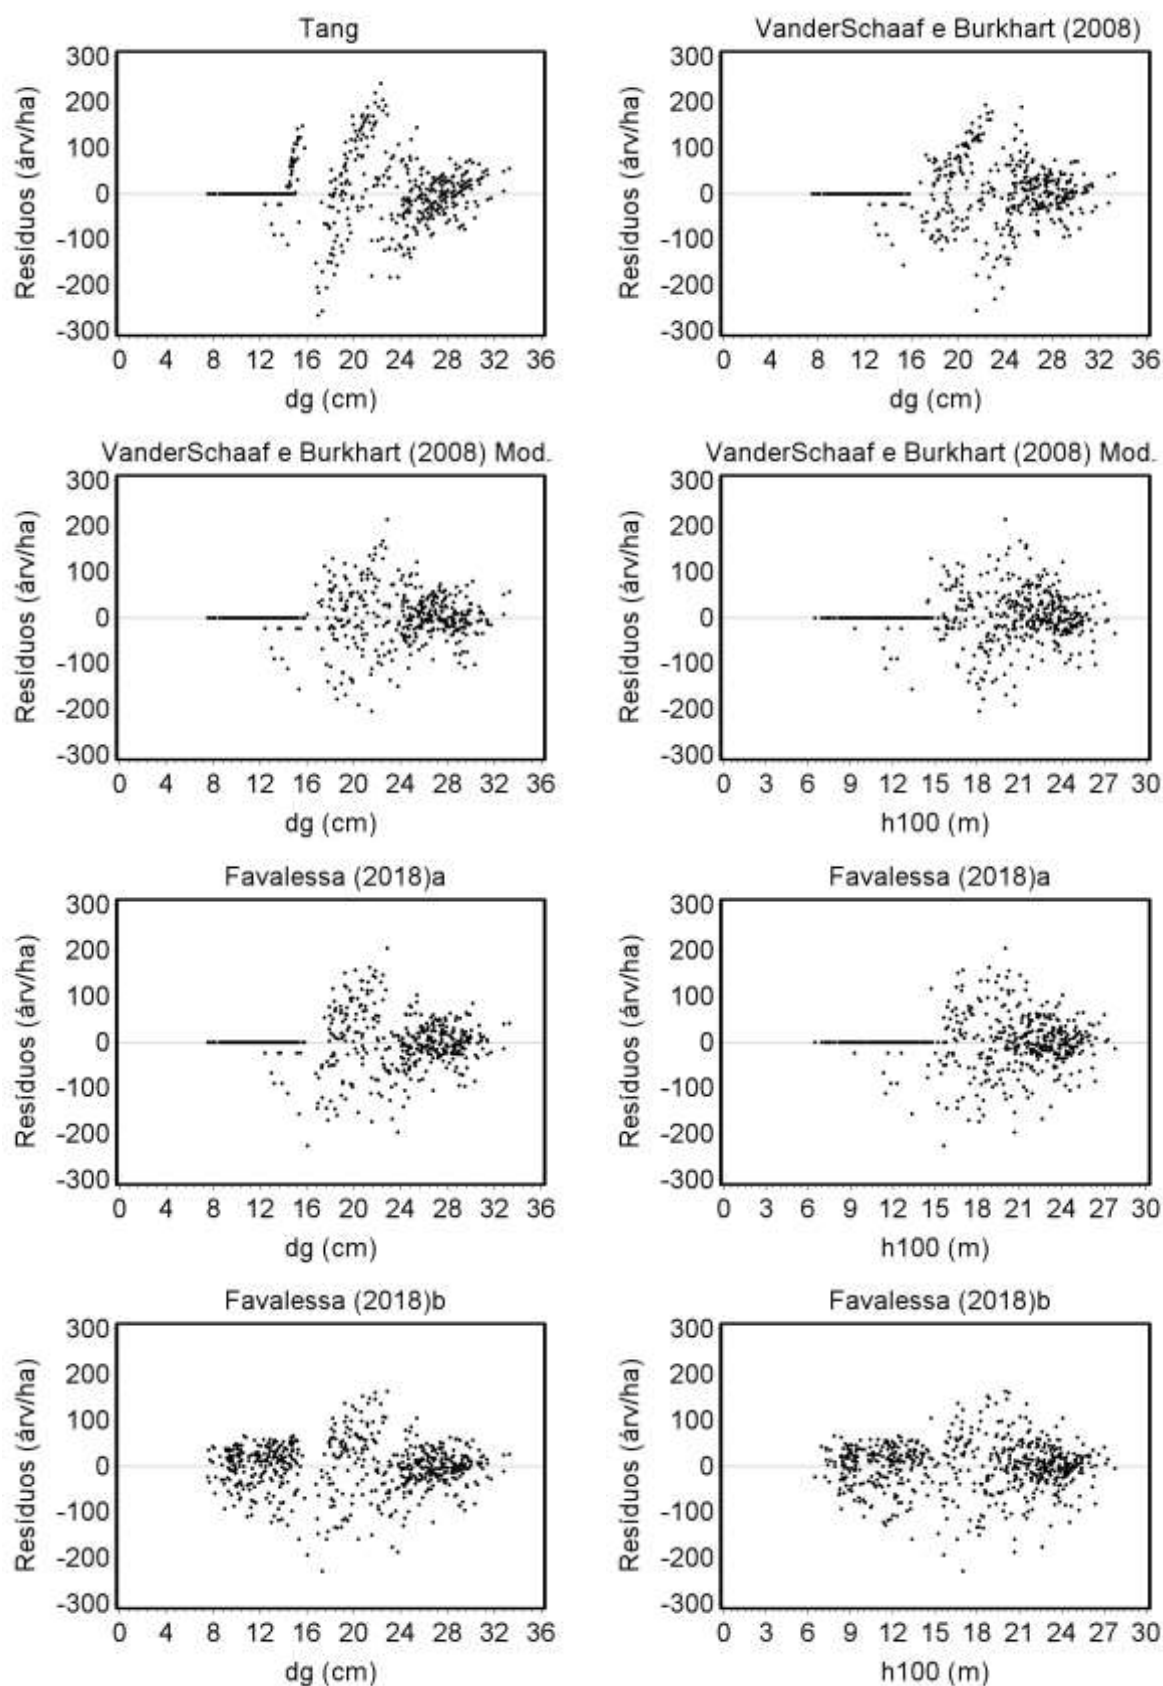 Tang
300
200
100
0
-100
-200
-300
Resíduos (árv/ha)
0 4 8 12 16 20 24 28 32 36
dg (cm)
VanderSchaaf e Burkhart (2008)
300
200
100
0
-100
-200
-300
Resíduos (árv/ha)
0 4 8 12 16 20 24 28 32 36
dg (cm)
VanderSchaaf e Burkhart (2008) Mod.
300
200
100
0
-100
-200
-300
Resíduos (árv/ha)
0 4 8 12 16 20 24 28 32 36
dg (cm)
VanderSchaaf e Burkhart (2008) Mod.
300
200
100
0
-100
-200
-300
Resíduos (árv/ha)
0 3 6 9 12 15 18 21 24 27 30
h100 (m)
Favalessa (2018)a
300
200
100
0
-100
-200
-300
Resíduos (árv/ha)
0 4 8 12 16 20 24 28 32 36
dg (cm)
Favalessa (2018)a
300
200
100
0
-100
-200
-300
Resíduos (árv/ha)
0 3 6 9 12 15 18 21 24 27 30
h100 (m)
Favalessa (2018)b
300
200
100
0
-100
-200
-300
Resíduos (árv/ha)
0 4 8 12 16 20 24 28 32 36
dg (cm)
Favalessa (2018)b
300
200
100
0
-100
-200
-300
Resíduos (árv/ha)
0 3 6 9 12 15 18 21 24 27 30
h100 (m)